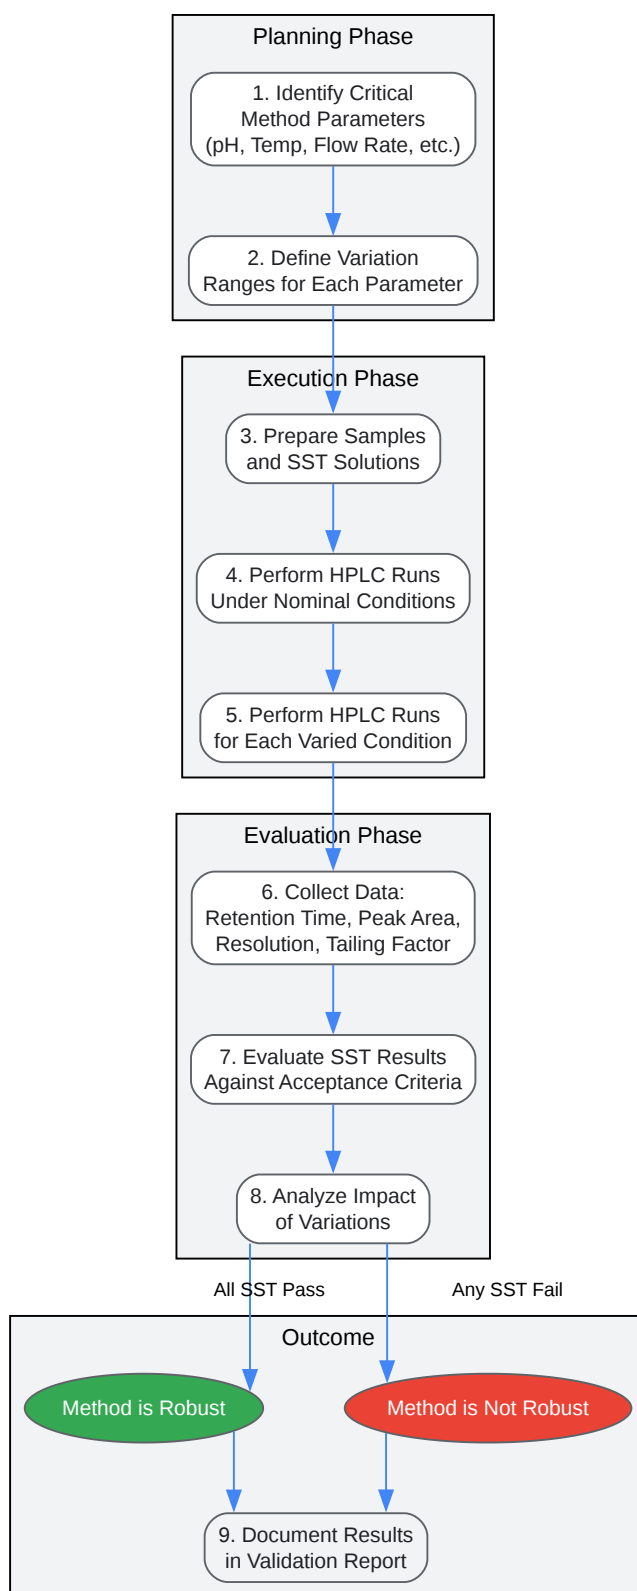 Planning Phase
1. Identify Critical
Method Parameters
(pH, Temp, Flow Rate, etc.)
2. Define Variation
Ranges for Each Parameter
Execution Phase
3. Prepare Samples
and SST Solutions
4. Perform HPLC Runs
Under Nominal Conditions
5. Perform HPLC Runs
for Each Varied Condition
Evaluation Phase
6. Collect Data:
Retention Time, Peak Area,
Resolution, Tailing Factor
7. Evaluate SST Results
Against Acceptance Criteria
8. Analyze Impact
of Variations
All SST Pass
Any SST Fail
Outcome
Method is Robust
Method is Not Robust
9. Document Results
in Validation Report